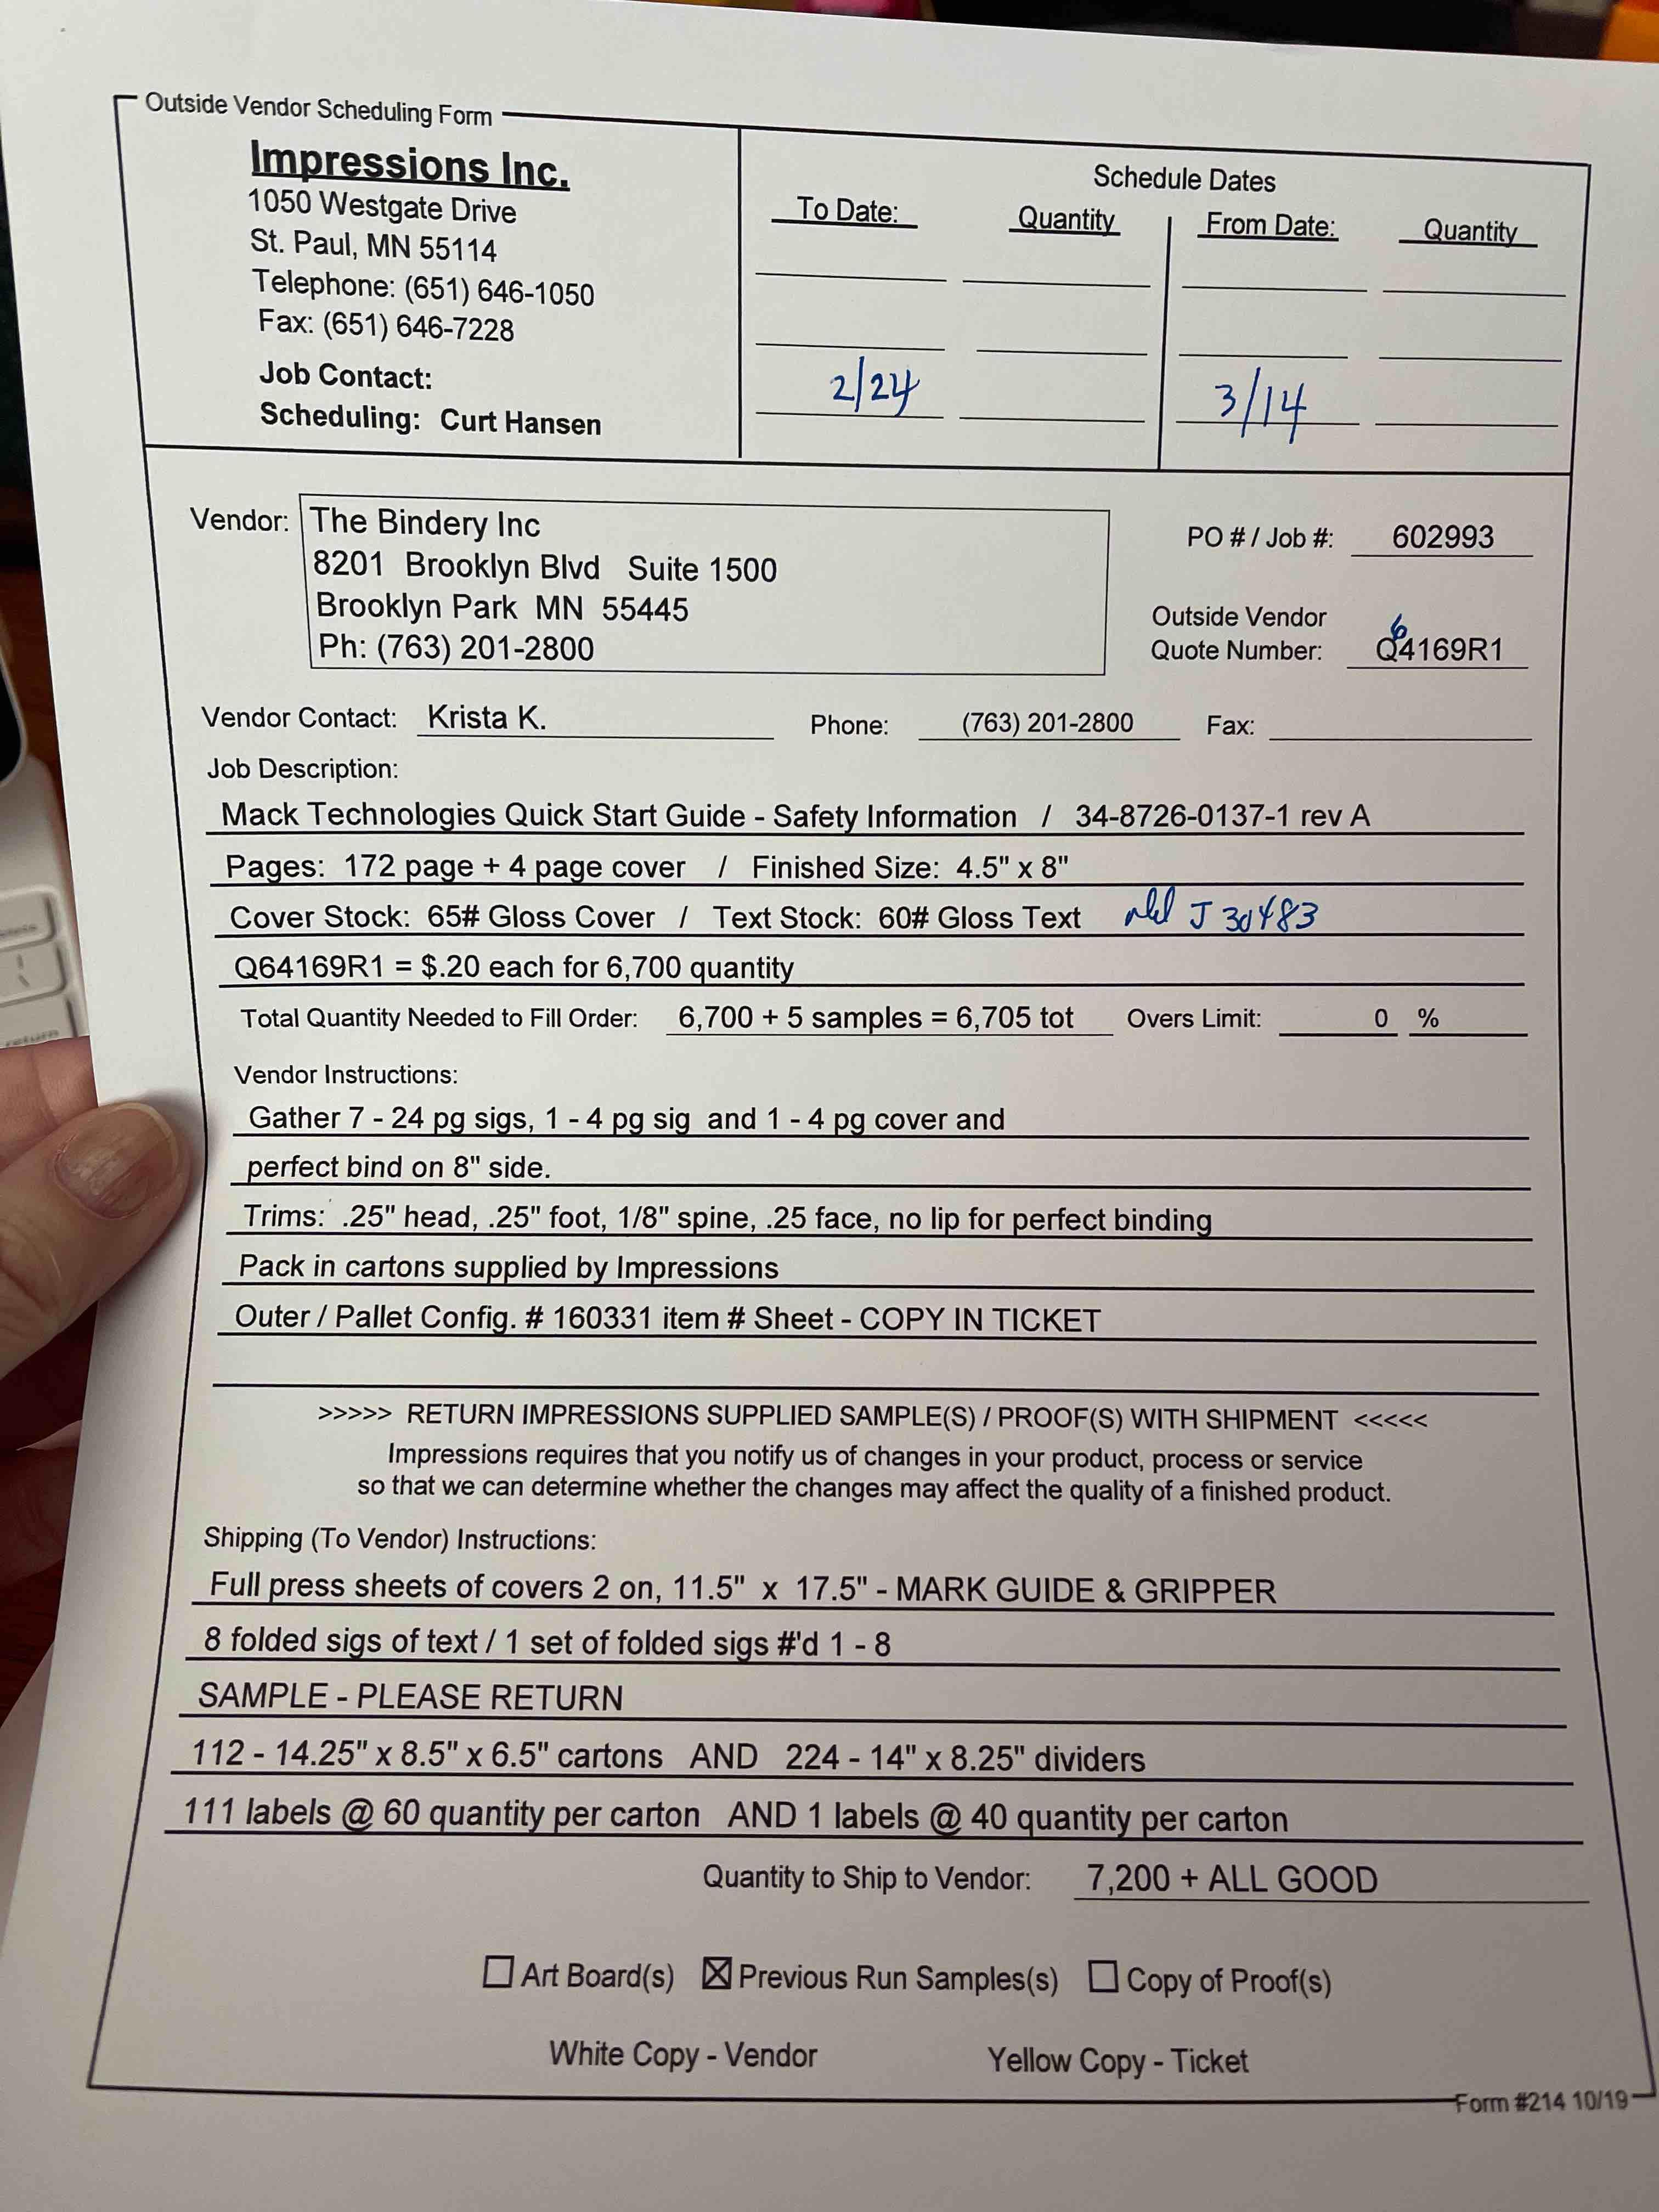 Outside Vendor Scheduling Form
Impressions Inc.
1050 Westgate Drive
St. Paul, MN 55114
Telephone: (651) 646-1050
Fax: (651) 646-7228
Job Contact:
Scheduling: Curt Hansen
Schedule Dates
To Date: Quantity From Date: Quantity
2/24 3/14
Vendor: The Bindery Inc
8201 Brooklyn Blvd Suite 1500
Brooklyn Park MN 55445
Ph: (763) 201-2800
PO # / Job #: 602993
Outside Vendor
6
Quote Number: Q4169R1
Vendor Contact: Krista K. Phone: (763) 201-2800 Fax:
Job Description:
Mack Technologies Quick Start Guide - Safety Information / 34-8726-0137-1 rev A
Pages: 172 page + 4 page cover / Finished Size: 4.5" x 8"
Cover Stock: 65# Gloss Cover / Text Stock: 60# Gloss Text
Q64169R1 = $.20 each for 6,700 quantity
Total Quantity Needed to Fill Order: 6,700 + 5 samples = 6,705 tot Overs Limit: 0 %
Vendor Instructions:
Gather 7 - 24 pg sigs, 1 - 4 pg sig and 1 - 4 pg cover and
perfect bind on 8" side.
Trims: .25" head, .25" foot, 1/8" spine, .25 face, no lip for perfect binding
Pack in cartons supplied by Impressions
Outer / Pallet Config. # 160331 item # Sheet - COPY IN TICKET
>>>>> RETURN IMPRESSIONS SUPPLIED SAMPLE(S) / PROOF(S) WITH SHIPMENT <<<<<
Impressions requires that you notify us of changes in your product, process or service
so that we can determine whether the changes may affect the quality of a finished product.
Shipping (To Vendor) Instructions:
Full press sheets of covers 2 on, 11.5" x 17.5" - MARK GUIDE & GRIPPER
8 folded sigs of text / 1 set of folded sigs #'d 1 - 8
SAMPLE - PLEASE RETURN
112 - 14.25" x 8.5" x 6.5" cartons AND 224 - 14" x 8.25" dividers
111 labels @ 60 quantity per carton AND 1 labels @ 40 quantity per carton
Quantity to Ship to Vendor: 7,200 + ALL GOOD
☐ Art Board(s) ☒ Previous Run Samples(s) ☐ Copy of Proof(s)
White Copy - Vendor Yellow Copy - Ticket
Form #214 10/19